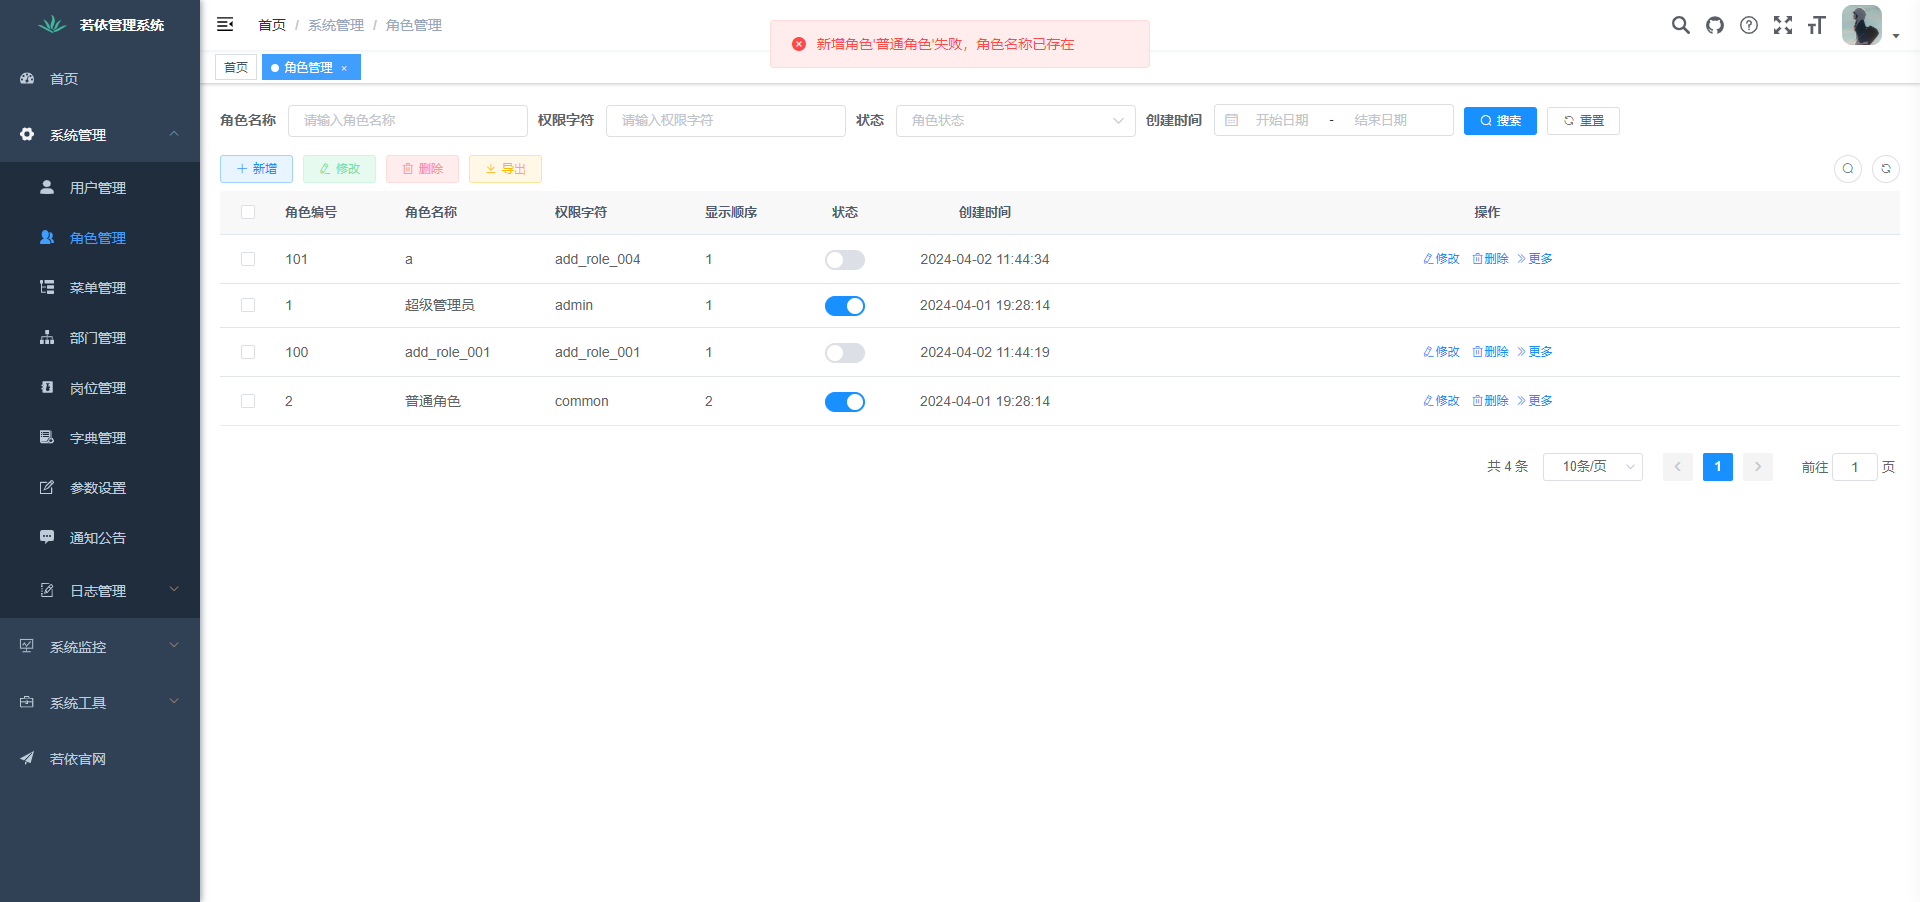 若依管理系统
首页
系统管理
用户管理
角色管理
菜单管理
部门管理
岗位管理
字典管理
参数设置
通知公告
日志管理
系统监控
系统工具
若依官网
首页 / 系统管理 / 角色管理
新增角色'普通角色'失败，角色名称已存在
首页 角色管理 ×
角色名称 请输入角色名称 权限字符 请输入权限字符 状态 角色状态 创建时间 开始日期 - 结束日期 搜索 重置
新增 修改 删除 导出
角色编号 角色名称 权限字符 显示顺序 状态 创建时间 操作
101 a add_role_004 1 2024-04-02 11:44:34 修改 删除 更多
1 超级管理员 admin 1 2024-04-01 19:28:14
100 add_role_001 add_role_001 1 2024-04-02 11:44:19 修改 删除 更多
2 普通角色 common 2 2024-04-01 19:28:14 修改 删除 更多
共 4 条 10条/页 1 前往 1 页